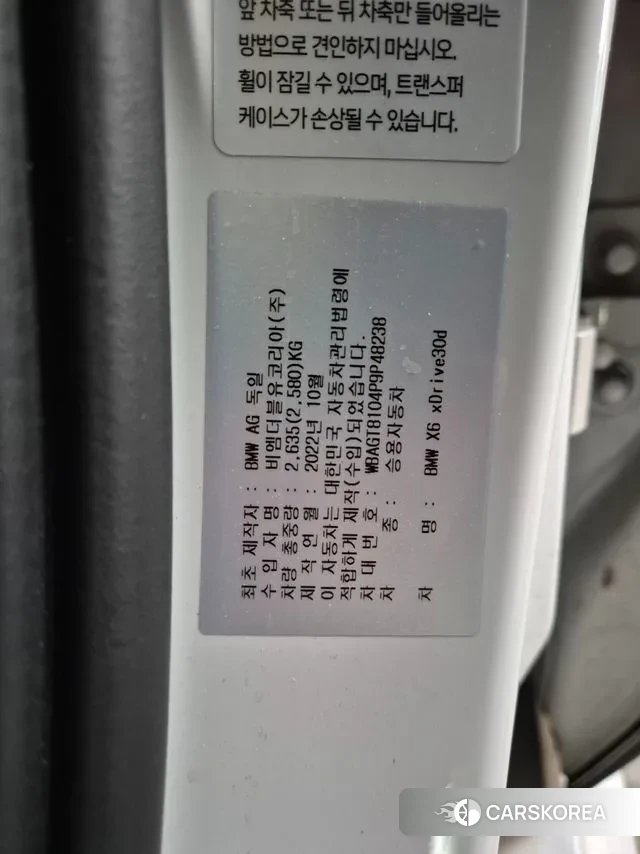 앞 차축 또는 뒤 차축만 들어올리는
방법으로 견인하지 마십시오.
휠이 잠길 수 있으며, 트랜스퍼
케이스가 손상될 수 있습니다.
최초 제작자 : BMW AG 독일
수 입 자 명 : 비엠더블유코리아(주)
차량 총중량 : 2,635(2,580)KG
제 작 연 월 : 2022년 10월
이 자동차는 대한민국 자동차관리법령에
적합하게 제작(수입)되었습니다.
차 대 번 호 : WBAGT8104P9P48238
차 종 : 승용자동차
차 명 : BMW X6 xDrive30d
CARSKOREA